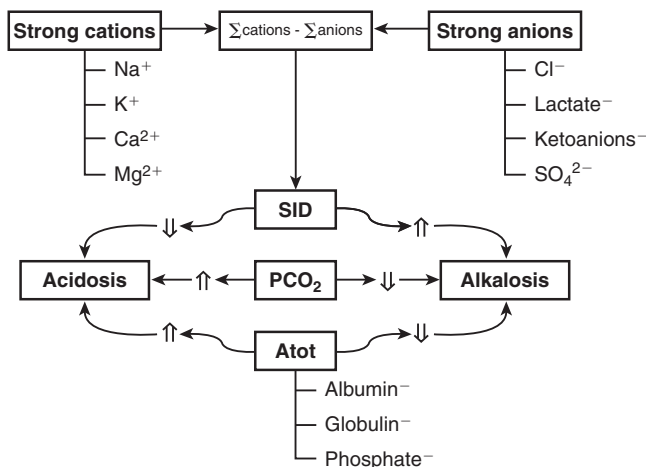 Strong cations
∑cations - ∑anions
Strong anions
Na⁺
K⁺
Ca²⁺
Mg²⁺
Cl⁻
Lactate⁻
Ketoanions⁻
SO₄²⁻
SID
⇓
⇑
Acidosis
⇑
PCO₂
⇓
Alkalosis
⇑
Atot
⇓
Albumin⁻
Globulin⁻
Phosphate⁻